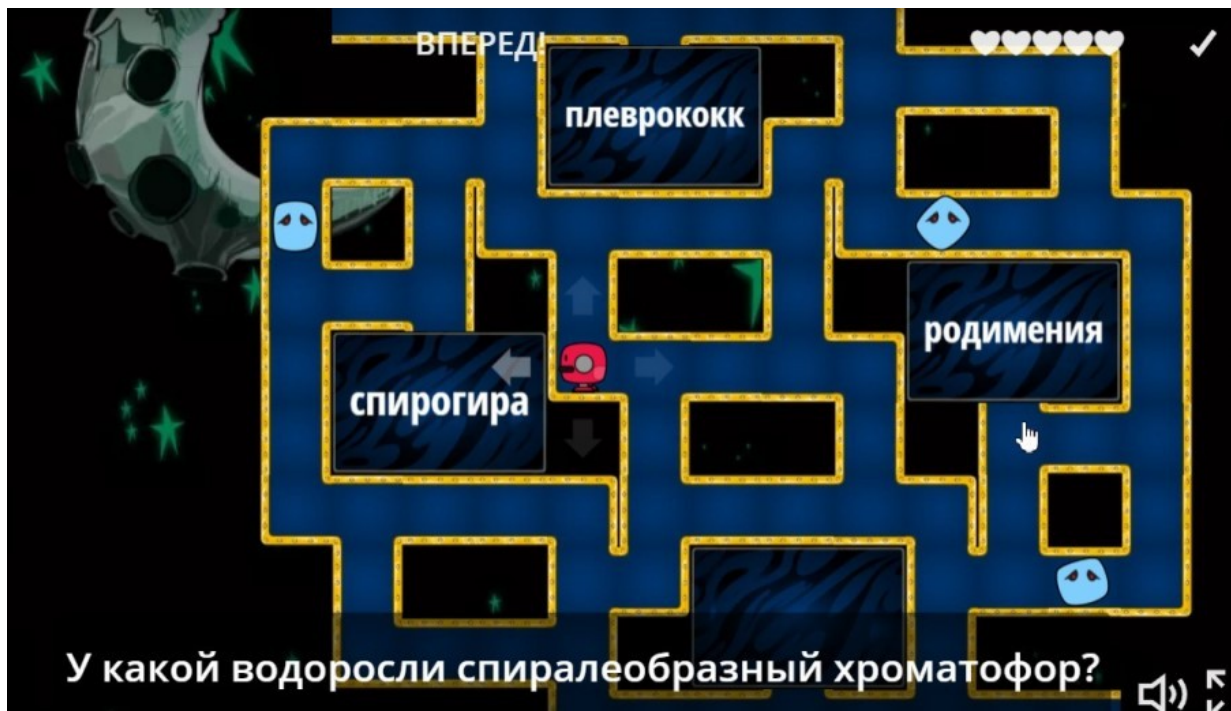 ВПЕРЕД!
плеврококк
родимения
спирогира
У какой водоросли спиралеобразный хроматофор?